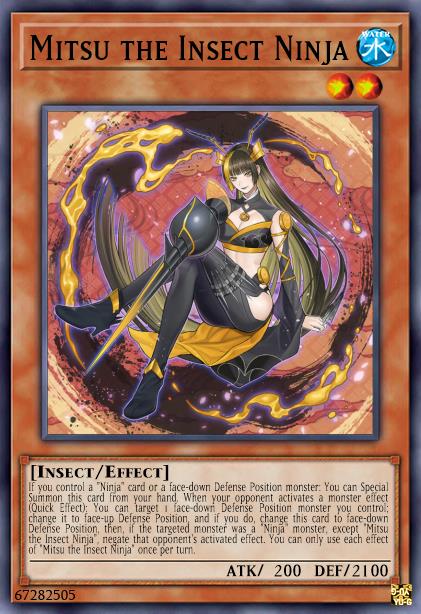 MITSU THE INSECT NINJA
WATER
水
[INSECT/EFFECT]
If you control a "Ninja" card or a face-down Defense Position monster: You can Special
Summon this card from your hand. When your opponent activates a monster effect
(Quick Effect): You can target 1 face-down Defense Position monster you control;
change it to face-up Defense Position, and if you do, change this card to face-down
Defense Position, then, if the targeted monster was a "Ninja" monster, except "Mitsu
the Insect Ninja", negate that opponent's activated effect. You can only use each effect
of "Mitsu the Insect Ninja" once per turn.
ATK/ 200 DEF/2100
67282505